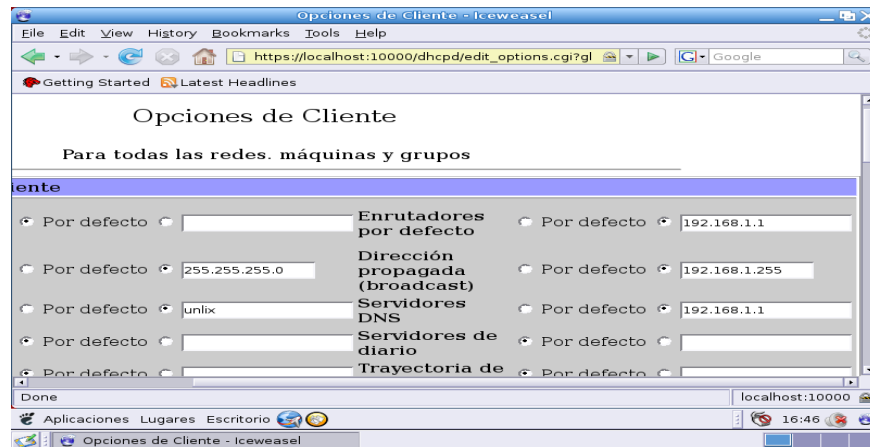 Opciones de Cliente - Iceweasel
File Edit View History Bookmarks Tools Help
https://localhost:10000/dhcpd/edit_options.cgi?gl G Google
Getting Started Latest Headlines
Opciones de Cliente
Para todas las redes. máquinas y grupos
iente
Por defecto Enrutadores por defecto Por defecto 192.168.1.1
Por defecto 255.255.255.0 Dirección propagada (broadcast) Por defecto 192.168.1.255
Por defecto unlix Servidores DNS Por defecto 192.168.1.1
Por defecto Servidores de diario Por defecto
Por defecto Trayectoria de Por defecto
Done localhost:10000
Aplicaciones Lugares Escritorio 16:46
Opciones de Cliente - Iceweasel